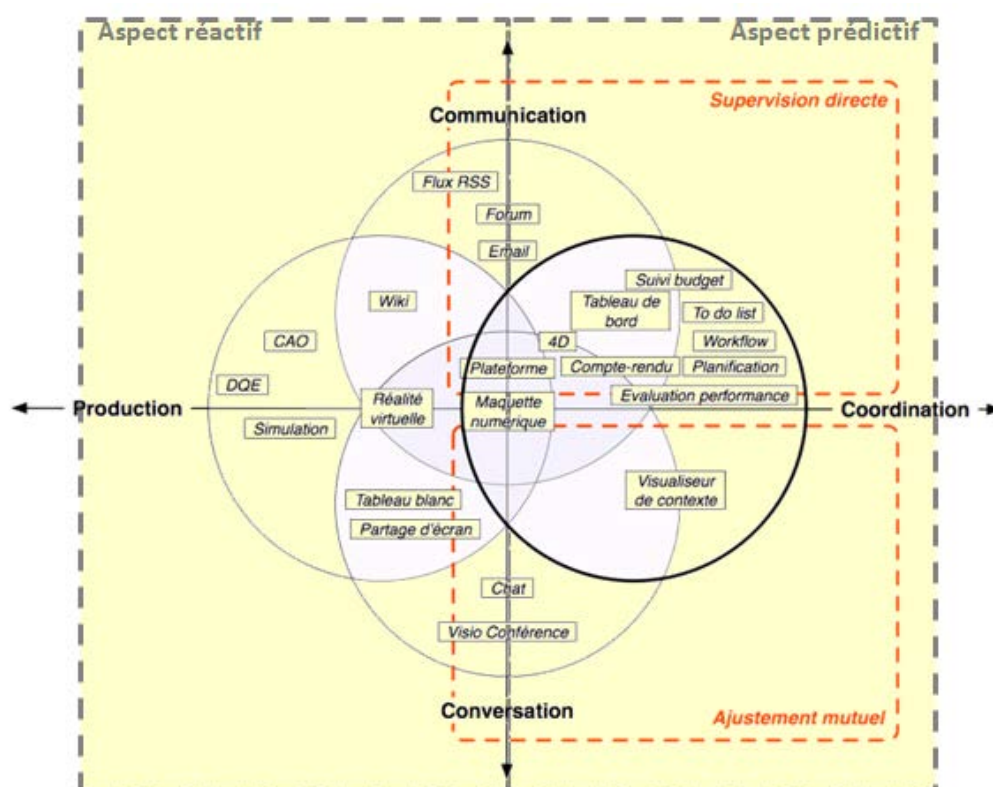 Aspect réactif
Aspect prédictif
Supervision directe
Communication
Flux RSS
Forum
Email
Suivi budget
Wiki
Tableau de
bord
To do list
CAO
4D
Workflow
Plateforme
Compte-rendu
Planification
DQE
Réalité
virtuelle
Maquette
numérique
Evaluation performance
Production
Coordination
Simulation
Visualiseur
de contexte
Tableau blanc
Partage d'écran
Chat
Visio Conférence
Conversation
Ajustement mutuel